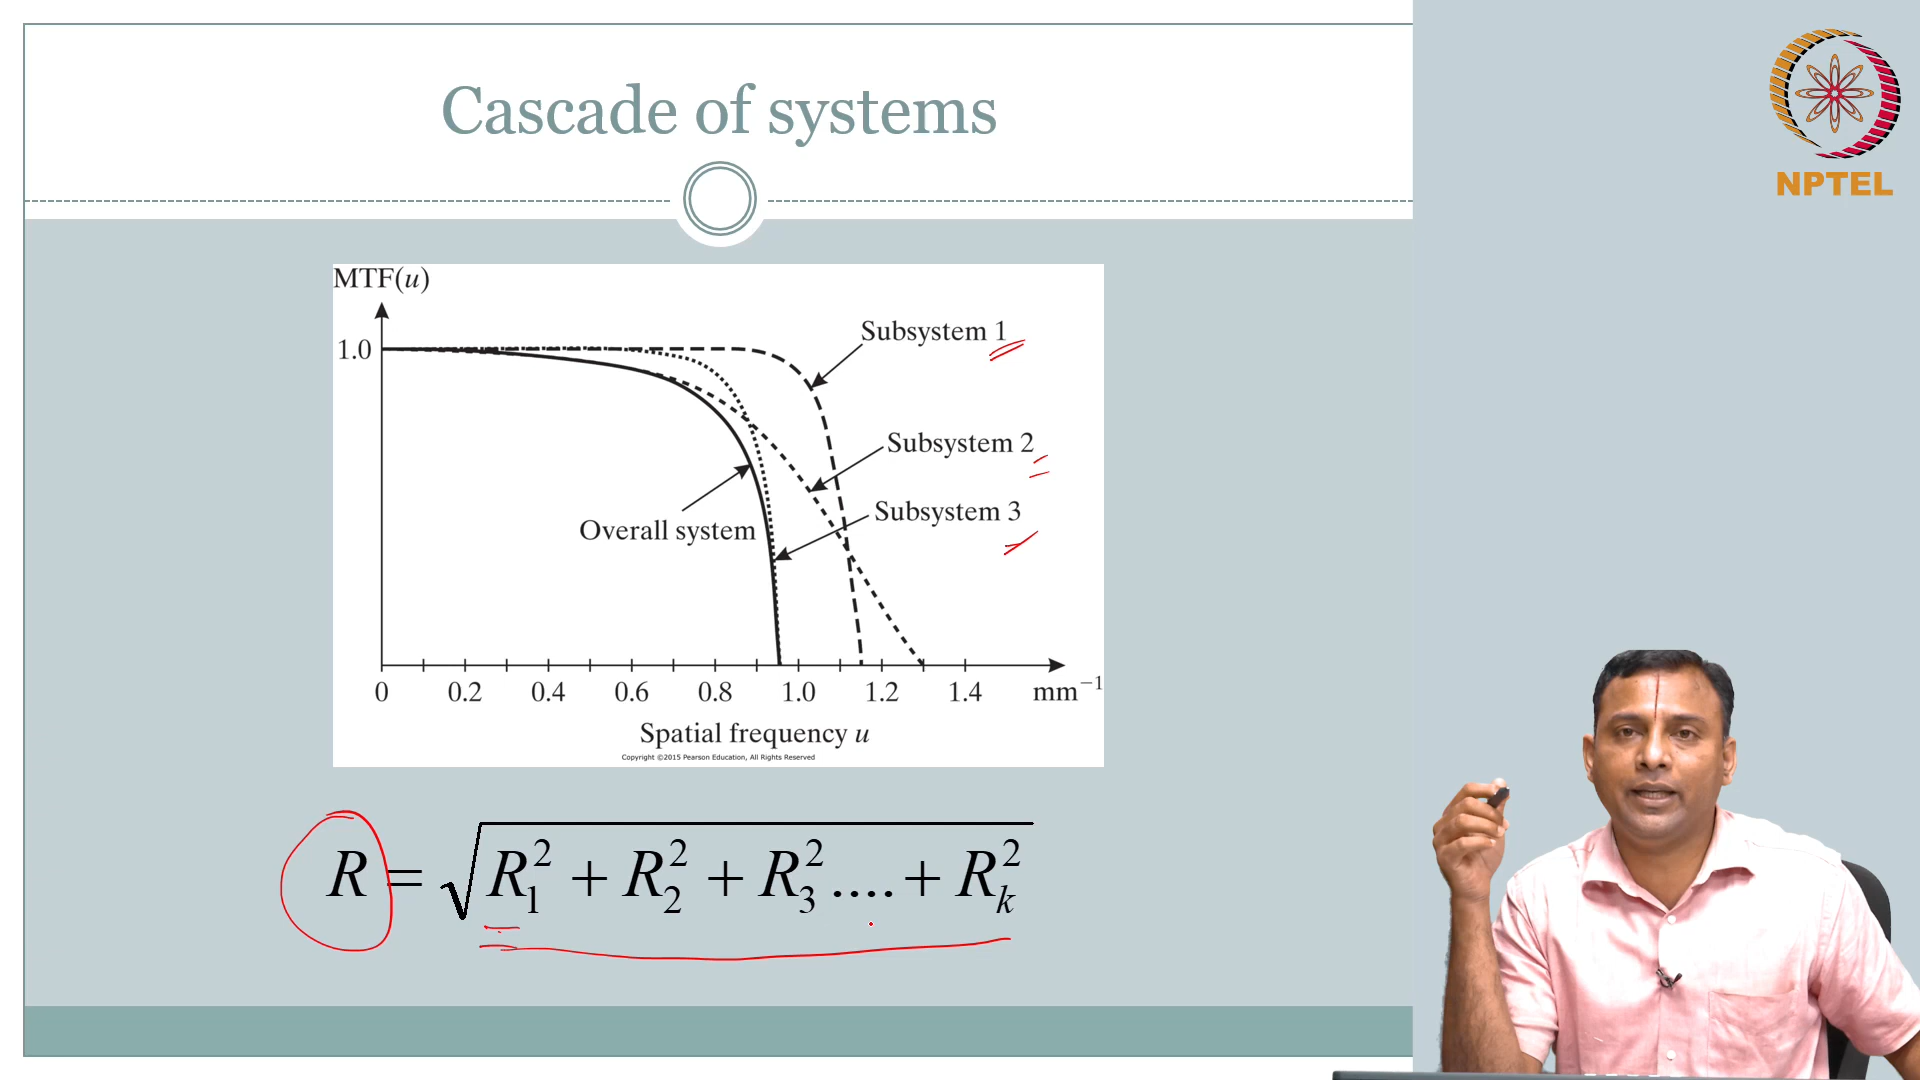 Cascade of systems
NPTEL
MTF(u)
1.0
Subsystem 1
Subsystem 2
Subsystem 3
Overall system
0 0.2 0.4 0.6 0.8 1.0 1.2 1.4 mm⁻¹
Spatial frequency u
Copyright ©2015 Pearson Education, All Rights Reserved
R = √(R₁² + R₂² + R₃² .... + Rₖ²)